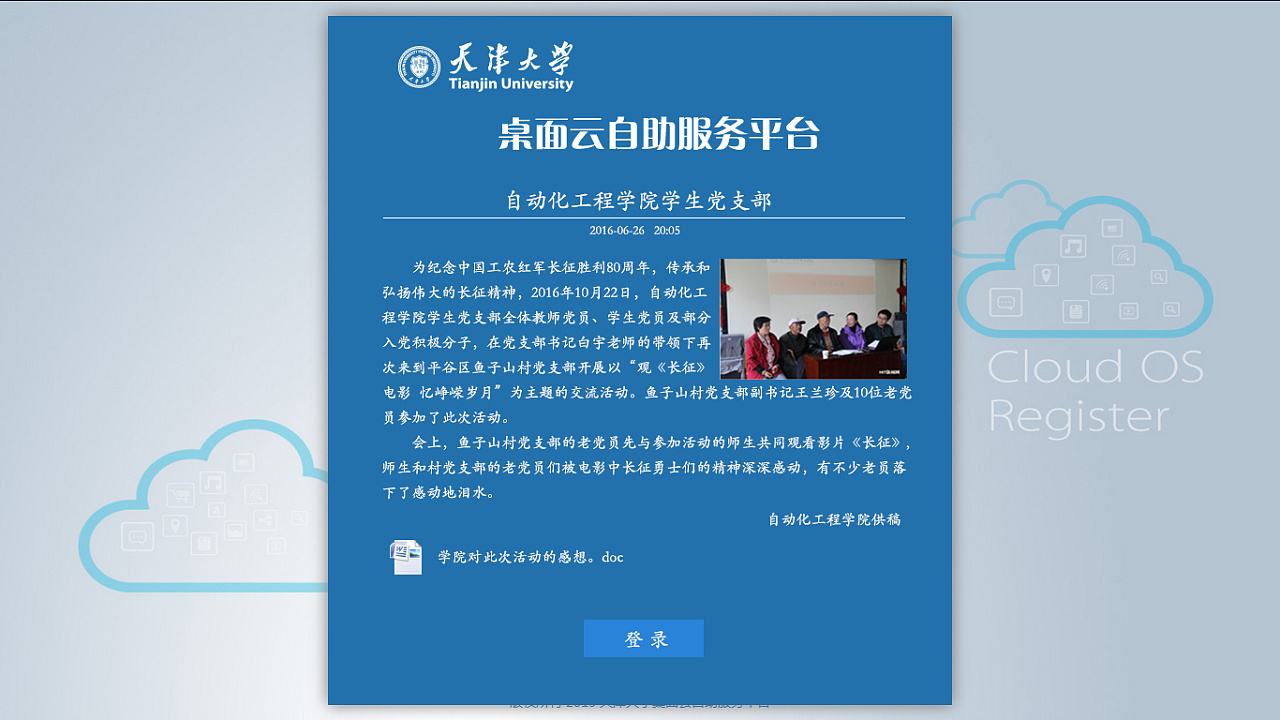 天津大学
Tianjin University
桌面云自助服务平台
自动化工程学院学生党支部
2016-06-26 20:05
为纪念中国工农红军长征胜利80周年，传承和
弘扬伟大的长征精神，2016年10月22日，自动化工
程学院学生党支部全体教师党员、学生党员及部分
入党积极分子，在党支部书记白宇老师的带领下再
次来到平谷区鱼子山村党支部开展以“观《长征》
电影 忆峥嵘岁月”为主题的交流活动。鱼子山村党支部副书记王兰珍及10位老党
员参加了此次活动。
会上，鱼子山村党支部的老党员先与参加活动的师生共同观看影片《长征》，
师生和村党支部的老党员们被电影中长征勇士们的精神深深感动，有不少老员落
下了感动地泪水。
自动化工程学院供稿
学院对此次活动的感想。doc
登 录
Cloud OS
Register